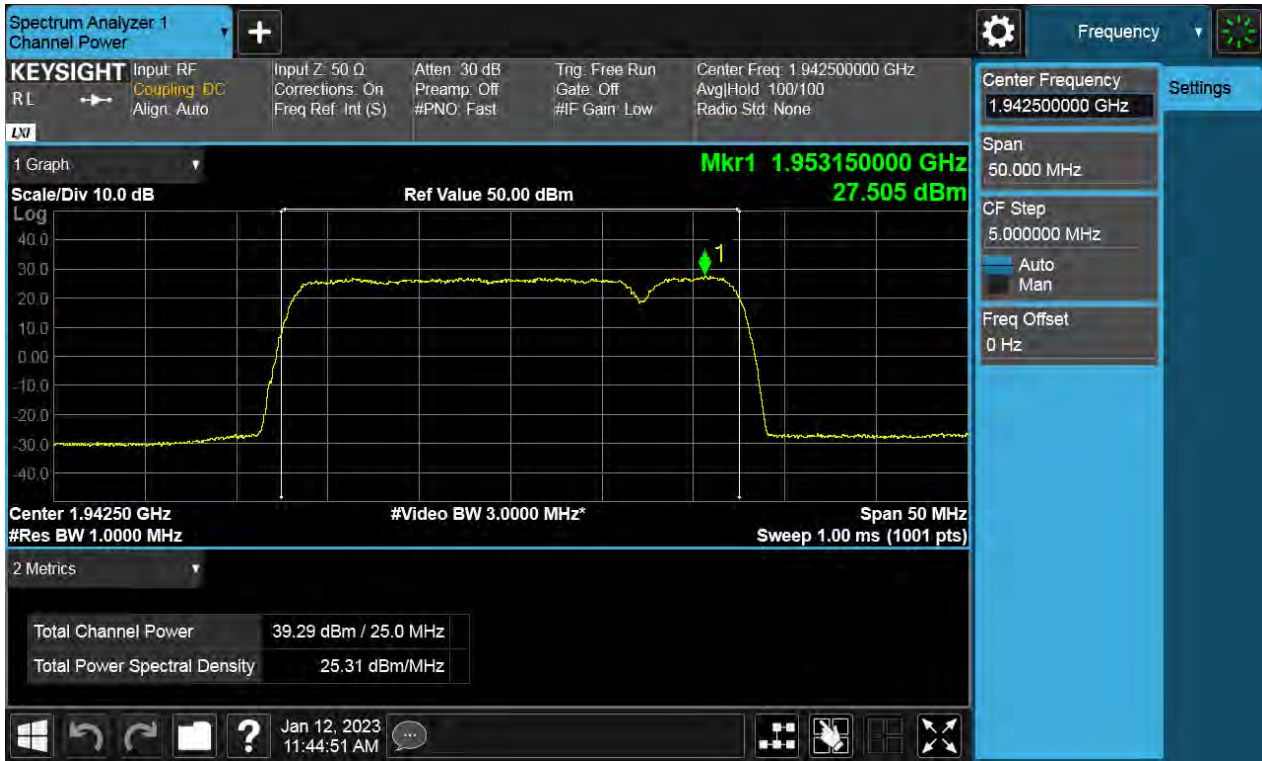 Spectrum Analyzer 1
Channel Power
+
Frequency
KEYSIGHT
RL
LXI
Input: RF
Coupling: DC
Align: Auto
Input Z: 50 Ω
Corrections: On
Freq Ref: Int (S)
Atten: 30 dB
Preamp: Off
#PNO: Fast
Trig: Free Run
Gate: Off
#IF Gain: Low
Center Freq: 1.942500000 GHz
Avg|Hold: 100/100
Radio Std: None
Center Frequency
1.942500000 GHz
Settings
Span
50.000 MHz
CF Step
5.000000 MHz
Auto
Man
Freq Offset
0 Hz
1 Graph
Mkr1 1.953150000 GHz
27.505 dBm
Scale/Div 10.0 dB
Ref Value 50.00 dBm
Log
40.0
30.0
20.0
10.0
0.00
-10.0
-20.0
-30.0
-40.0
1
Center 1.94250 GHz
#Video BW 3.0000 MHz*
Span 50 MHz
#Res BW 1.0000 MHz
Sweep 1.00 ms (1001 pts)
2 Metrics
Total Channel Power 39.29 dBm / 25.0 MHz
Total Power Spectral Density 25.31 dBm/MHz
?
Jan 12, 2023
11:44:51 AM